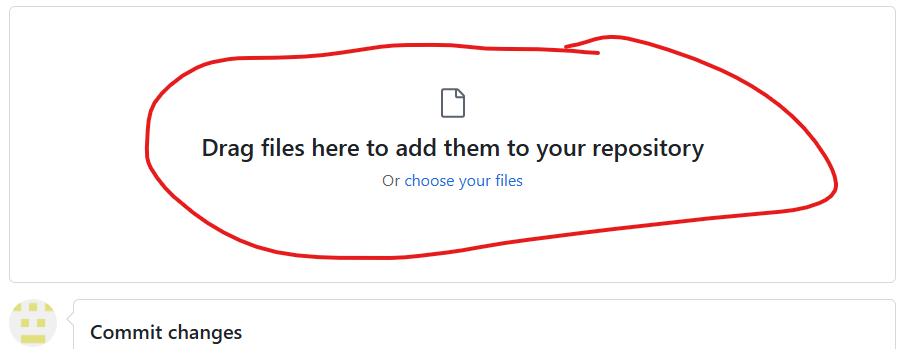 Drag files here to add them to your repository
Or choose your files
Commit changes